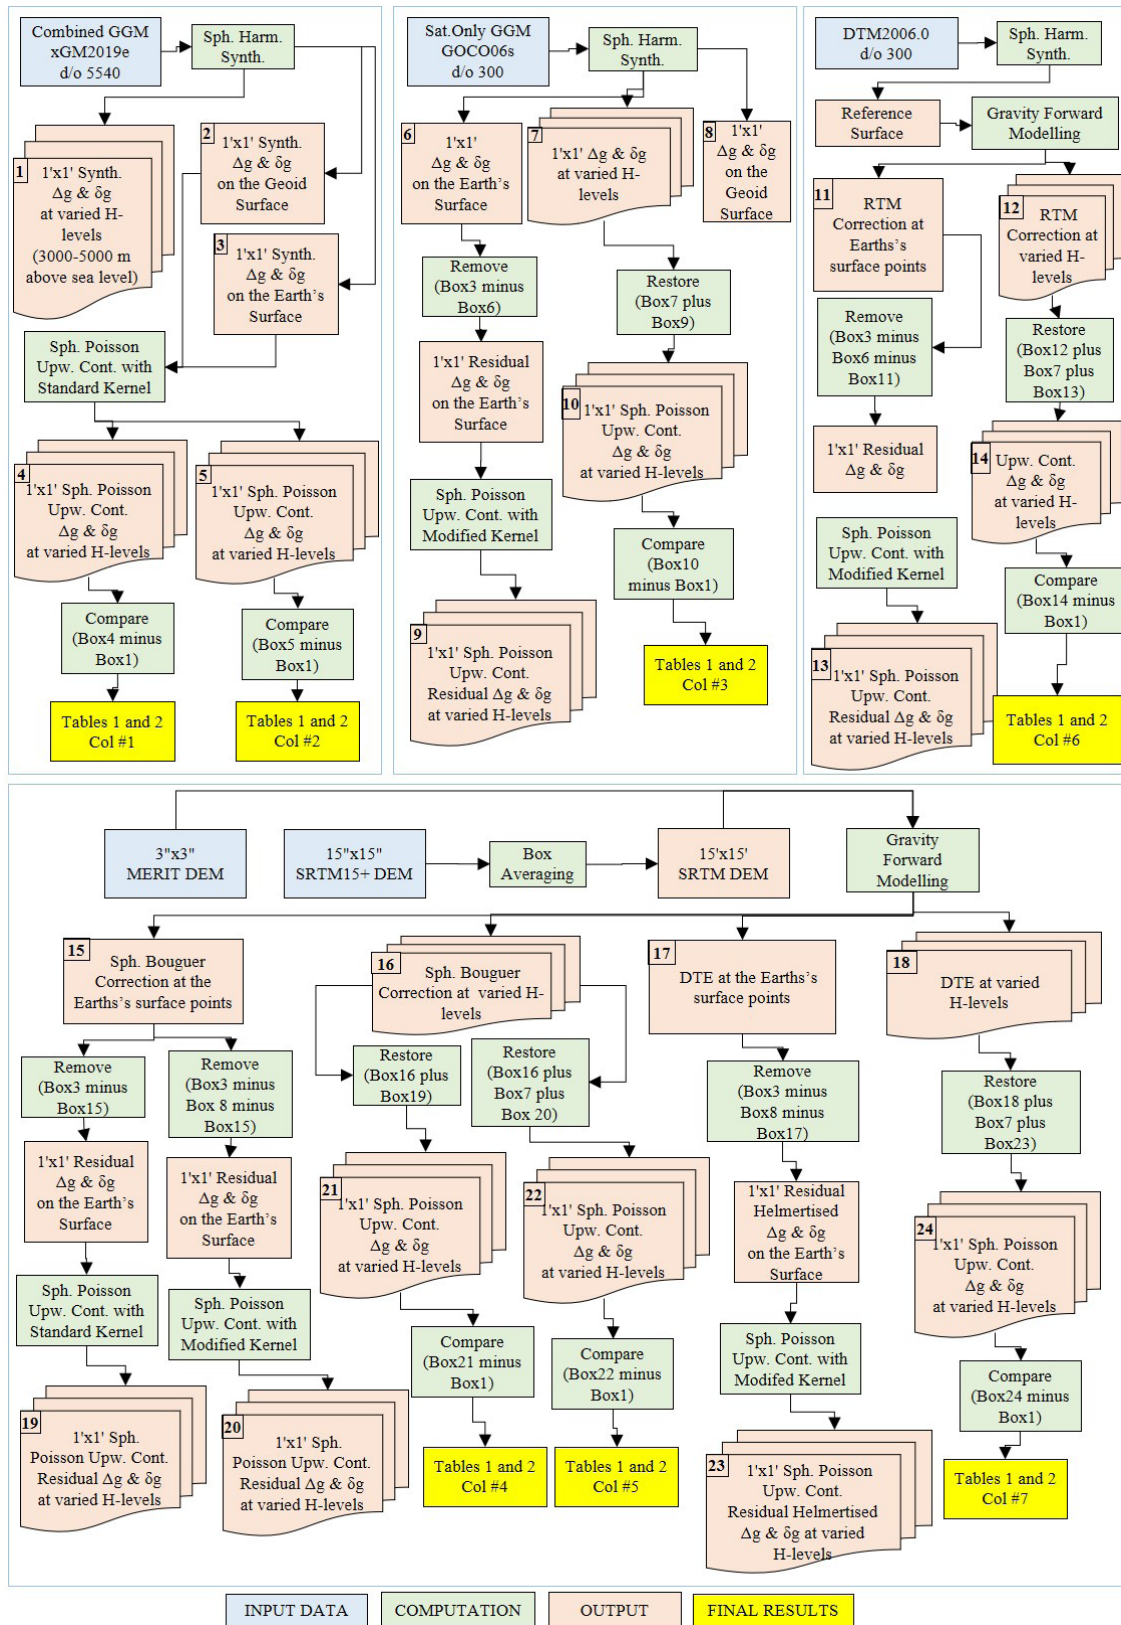 Combined GGM
xGM2019e
d/o 5540
Sph. Harm.
Synth.
1
1'x1' Synth.
Δg & δg
at varied H-
levels
(3000-5000 m
above sea level)
2
1'x1' Synth.
Δg & δg
on the Geoid
Surface
3
1'x1' Synth.
Δg & δg
on the Earth's
Surface
Sph. Poisson
Upw. Cont. with
Standard Kernel
4
1'x1' Sph. Poisson
Upw. Cont.
Δg & δg
at varied H-levels
5
1'x1' Sph. Poisson
Upw. Cont.
Δg & δg
at varied H-levels
Compare
(Box4 minus
Box1)
Compare
(Box5 minus
Box1)
Tables 1 and 2
Col #1
Tables 1 and 2
Col #2
Sat.Only GGM
GOCO06s
d/o 300
Sph. Harm.
Synth.
6
1'x1'
Δg & δg
on the Earth's
Surface
7
1'x1' Δg & δg
at varied H-
levels
8
1'x1'
Δg & δg
on the
Geoid
Surface
Remove
(Box3 minus
Box6)
Restore
(Box7 plus
Box9)
1'x1' Residual
Δg & δg
on the Earth's
Surface
10
1'x1' Sph. Poisson
Upw. Cont.
Δg & δg
at varied H-levels
Sph. Poisson
Upw. Cont. with
Modified Kernel
Compare
(Box10
minus Box1)
9
1'x1' Sph. Poisson
Upw. Cont.
Residual Δg & δg
at varied H-levels
Tables 1 and 2
Col #3
DTM2006.0
d/o 300
Sph. Harm.
Synth.
Reference
Surface
Gravity Forward
Modelling
11
RTM
Correction at
Earths's
surface points
12
RTM
Correction at
varied H-
levels
Remove
(Box3 minus
Box6 minus
Box11)
Restore
(Box12 plus
Box7 plus
Box13)
1'x1' Residual
Δg & δg
14
Upw. Cont.
Δg & δg
at varied H-
levels
Sph. Poisson
Upw. Cont. with
Modified Kernel
Compare
(Box14 minus
Box1)
13
1'x1' Sph. Poisson
Upw. Cont.
Residual Δg & δg
at varied H-levels
Tables 1 and 2
Col #6
3"x3"
MERIT DEM
15"x15"
SRTM15+ DEM
Box
Averaging
15'x15'
SRTM DEM
Gravity
Forward
Modelling
15
Sph. Bouguer
Correction at the
Earths's surface points
16
Sph. Bouguer
Correction at varied H-
levels
17
DTE at the Earths's
surface points
18
DTE at varied
H-levels
Remove
(Box3 minus
Box15)
Remove
(Box3 minus
Box 8 minus
Box15)
Restore
(Box16 plus
Box19)
Restore
(Box16 plus
Box7 plus
Box 20)
Remove
(Box3 minus
Box8 minus
Box17)
Restore
(Box18 plus
Box7 plus
Box23)
1'x1' Residual
Δg & δg
on the Earth's
Surface
1'x1' Residual
Δg & δg
on the Earth's
Surface
21
1'x1' Sph. Poisson
Upw. Cont.
Δg & δg
at varied H-levels
22
1'x1' Sph. Poisson
Upw. Cont.
Δg & δg
at varied H-levels
1'x1' Residual
Helmertised
Δg & δg
on the Earth's
Surface
24
1'x1' Sph. Poisson
Upw. Cont.
Δg & δg
at varied H-levels
Sph. Poisson
Upw. Cont. with
Standard Kernel
Sph. Poisson
Upw. Cont. with
Modified Kernel
Compare
(Box21 minus
Box1)
Compare
(Box22 minus
Box1)
Sph. Poisson
Upw. Cont. with
Modifed Kernel
Compare
(Box24 minus
Box1)
19
1'x1' Sph.
Poisson Upw. Cont.
Residual Δg & δg
at varied H-levels
20
1'x1' Sph.
Poisson Upw. Cont.
Residual Δg & δg
at varied H-levels
Tables 1 and 2
Col #4
Tables 1 and 2
Col #5
23
1'x1' Sph. Poisson
Upw. Cont.
Residual Helmertised
Δg & δg at varied
H-levels
Tables 1 and 2
Col #7
INPUT DATA
COMPUTATION
OUTPUT
FINAL RESULTS